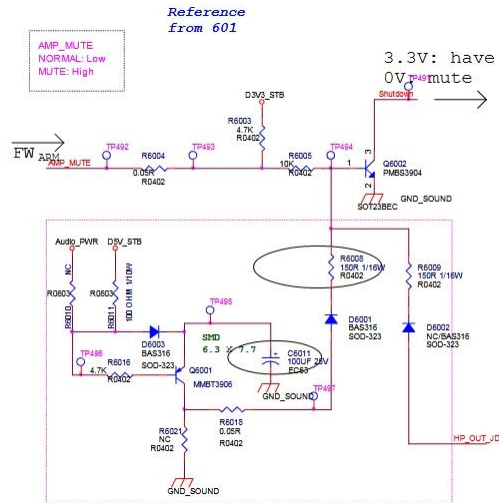 Reference
from 601
AMP_MUTE
NORMAL: Low
MUTE: High
3.3V: have
0V: mute
TP491
Shutdown
D3V3_STB
R6003
4.7K
R0402
FW
ARM
AMP_MUTE
TP492
R6004
0.05R
R0402
TP493
R6005
10K
R0402
TP494
1
3
2
Q6002
PMBS3904
SOT23BEC
GND_SOUND
Audio_PWR
D5V_STB
NC
R0603
R6010
100 OHM 1/10W
R0603
R6011
R6008
150R 1/16W
R0402
R6009
150R 1/16W
R0402
D6003
BAS316
SOD-323
TP495
SMD
6.3 X 7.7
D6001
BAS316
SOD-323
D6002
NC/BAS316
SOD-323
TP496
R6016
4.7K
R0402
Q6001
MMBT3906
C6011
100UF 25V
EC63
GND_SOUND
TP497
R6021
NC
R0402
R6018
0.05R
R0402
HP_OUT_JD
GND_SOUND